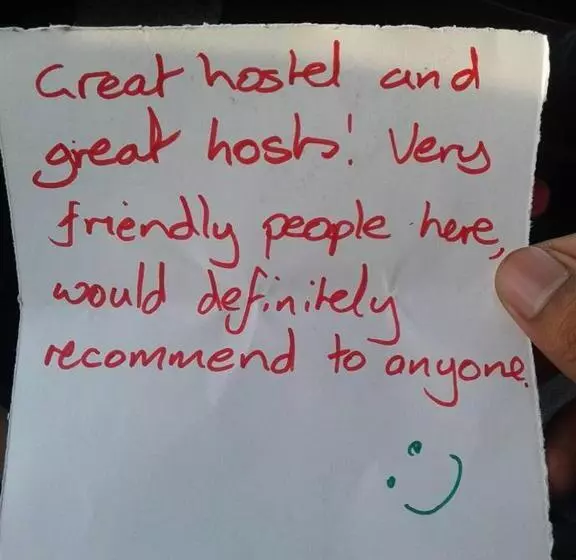 Great hostel and
great hosts! Very
friendly people here,
would definitely
recommend to anyone.
:)